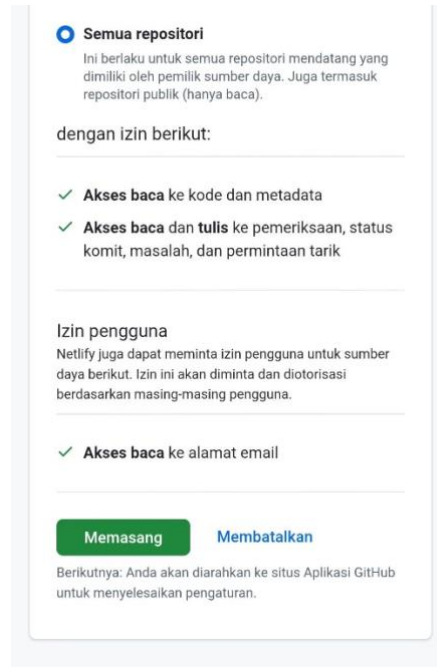 Semua repositori
Ini berlaku untuk semua repositori mendatang yang
dimiliki oleh pemilik sumber daya. Juga termasuk
repositori publik (hanya baca).
dengan izin berikut:
Akses baca ke kode dan metadata
Akses baca dan tulis ke pemeriksaan, status
komit, masalah, dan permintaan tarik
Izin pengguna
Netlify juga dapat meminta izin pengguna untuk sumber
daya berikut. Izin ini akan diminta dan diotorisasi
berdasarkan masing-masing pengguna.
Akses baca ke alamat email
Memasang Membatalkan
Berikutnya: Anda akan diarahkan ke situs Aplikasi GitHub
untuk menyelesaikan pengaturan.